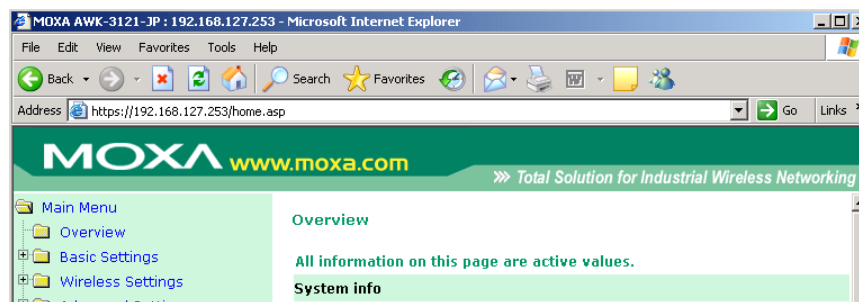 MOXA AWK-3121-JP : 192.168.127.253 - Microsoft Internet Explorer
File Edit View Favorites Tools Help
Back Search Favorites
Address https://192.168.127.253/home.asp Go Links
MOXA www.moxa.com
Total Solution for Industrial Wireless Networking
Main Menu
Overview
Basic Settings
Wireless Settings
Overview
All information on this page are active values.
System info